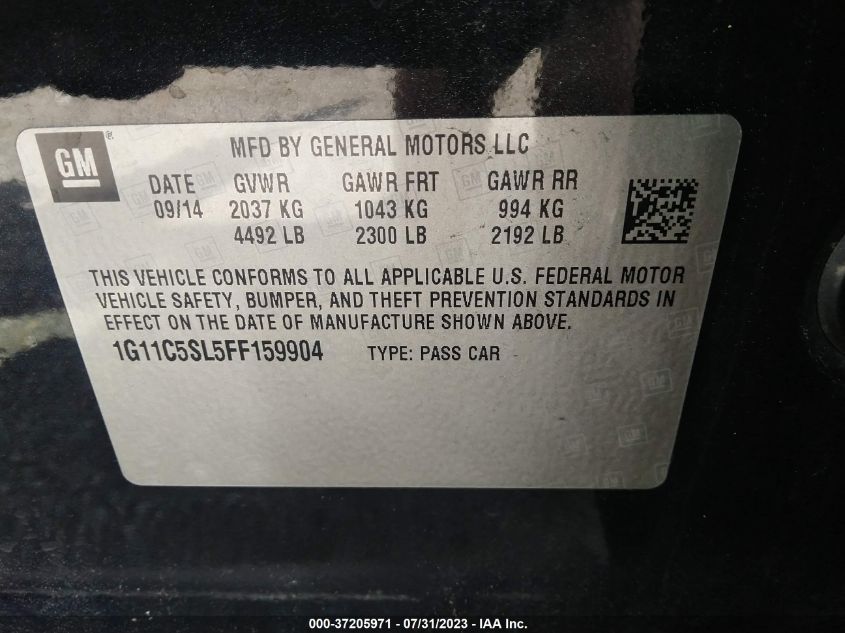 GM ®
MFD BY GENERAL MOTORS LLC
DATE GVWR GAWR FRT GAWR RR
09/14 2037 KG 1043 KG 994 KG
4492 LB 2300 LB 2192 LB
THIS VEHICLE CONFORMS TO ALL APPLICABLE U.S. FEDERAL MOTOR
VEHICLE SAFETY, BUMPER, AND THEFT PREVENTION STANDARDS IN
EFFECT ON THE DATE OF MANUFACTURE SHOWN ABOVE.
1G11C5SL5FF159904 TYPE: PASS CAR
000-37205971 - 07/31/2023 - IAA Inc.